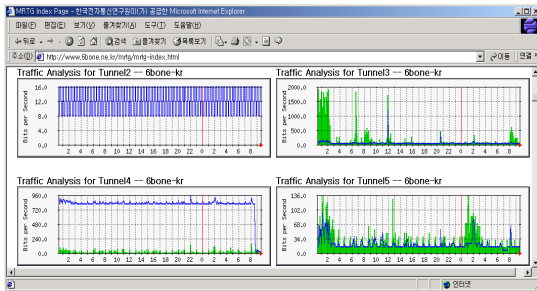 MRTG Index Page - 한국전자통신연구원미(가) 공급한 Microsoft Internet Explorer
파일(F) 편집(E) 보기(V) 즐겨찾기(A) 도구(T) 도움말(H)
뒤로 검색 즐겨찾기 목록보기
주소(D) http://www.6bone.ne.kr/mrtg/mrtg-index.html 이동 연결
Traffic Analysis for Tunnel2 -- 6bone-kr
Bits per Second
16.0
12.0
8.0
4.0
0.0
2 4 6 8 10 12 14 16 18 20 22 0 2 4 6 8
Traffic Analysis for Tunnel3 -- 6bone-kr
Bits per Second
2000.0
1500.0
1000.0
500.0
0.0
2 4 6 8 10 12 14 16 18 20 22 0 2 4 6 8
Traffic Analysis for Tunnel4 -- 6bone-kr
Bits per Second
960.0
720.0
480.0
240.0
0.0
2 4 6 8 10 12 14 16 18 20 22 0 2 4 6 8
Traffic Analysis for Tunnel5 -- 6bone-kr
Bits per Second
136.0
102.0
68.0
34.0
0.0
2 4 6 8 10 12 14 16 18 20 22 0 2 4 6 8
인터넷